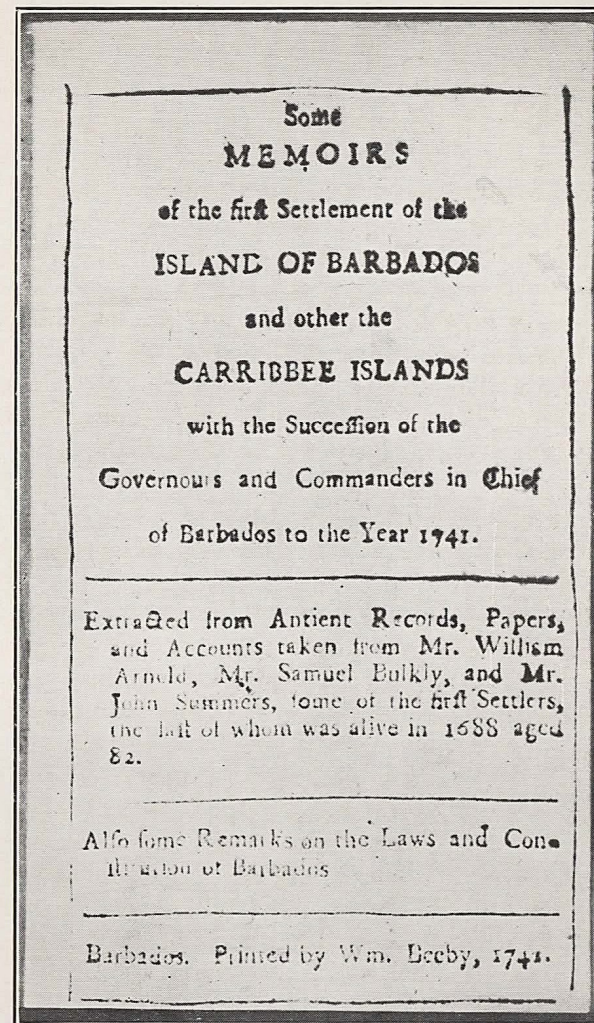 Some
MEMOIRS
of the firſt Settlement of the
ISLAND OF BARBADOS
and other the
CARRIBBEE ISLANDS
with the Succeſſion of the
Governours and Commanders in Chief
of Barbados to the Year 1741.
Extracted from Antient Records, Papers,
and Accounts taken from Mr. William
Arnold, Mr. Samuel Bulkly, and Mr.
John Summers, ſome of the firſt Settlers,
the laſt of whom was alive in 1688 aged
82.
Alſo ſome Remarks on the Laws and Con-
ſtitution of Barbados
Barbados. Printed by Wm. Beeby, 1741.